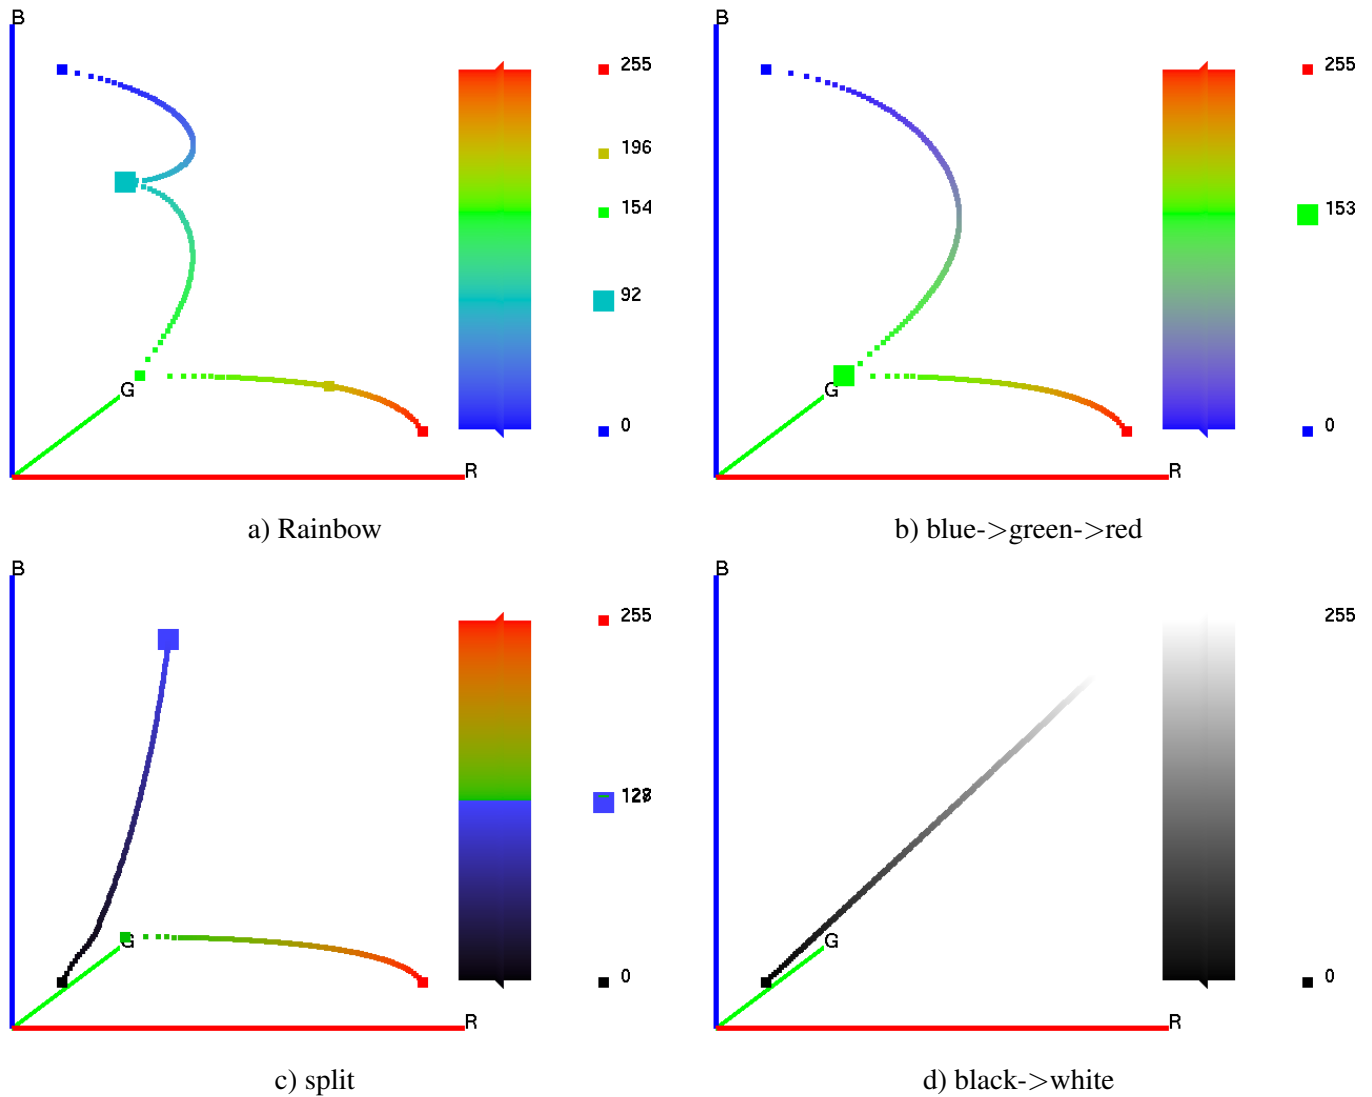 B
255
196
154
92
0
G
R
a) Rainbow
B
255
153
0
G
R
b) blue->green->red
B
255
0
G
R
c) split
B
255
0
G
R
d) black->white